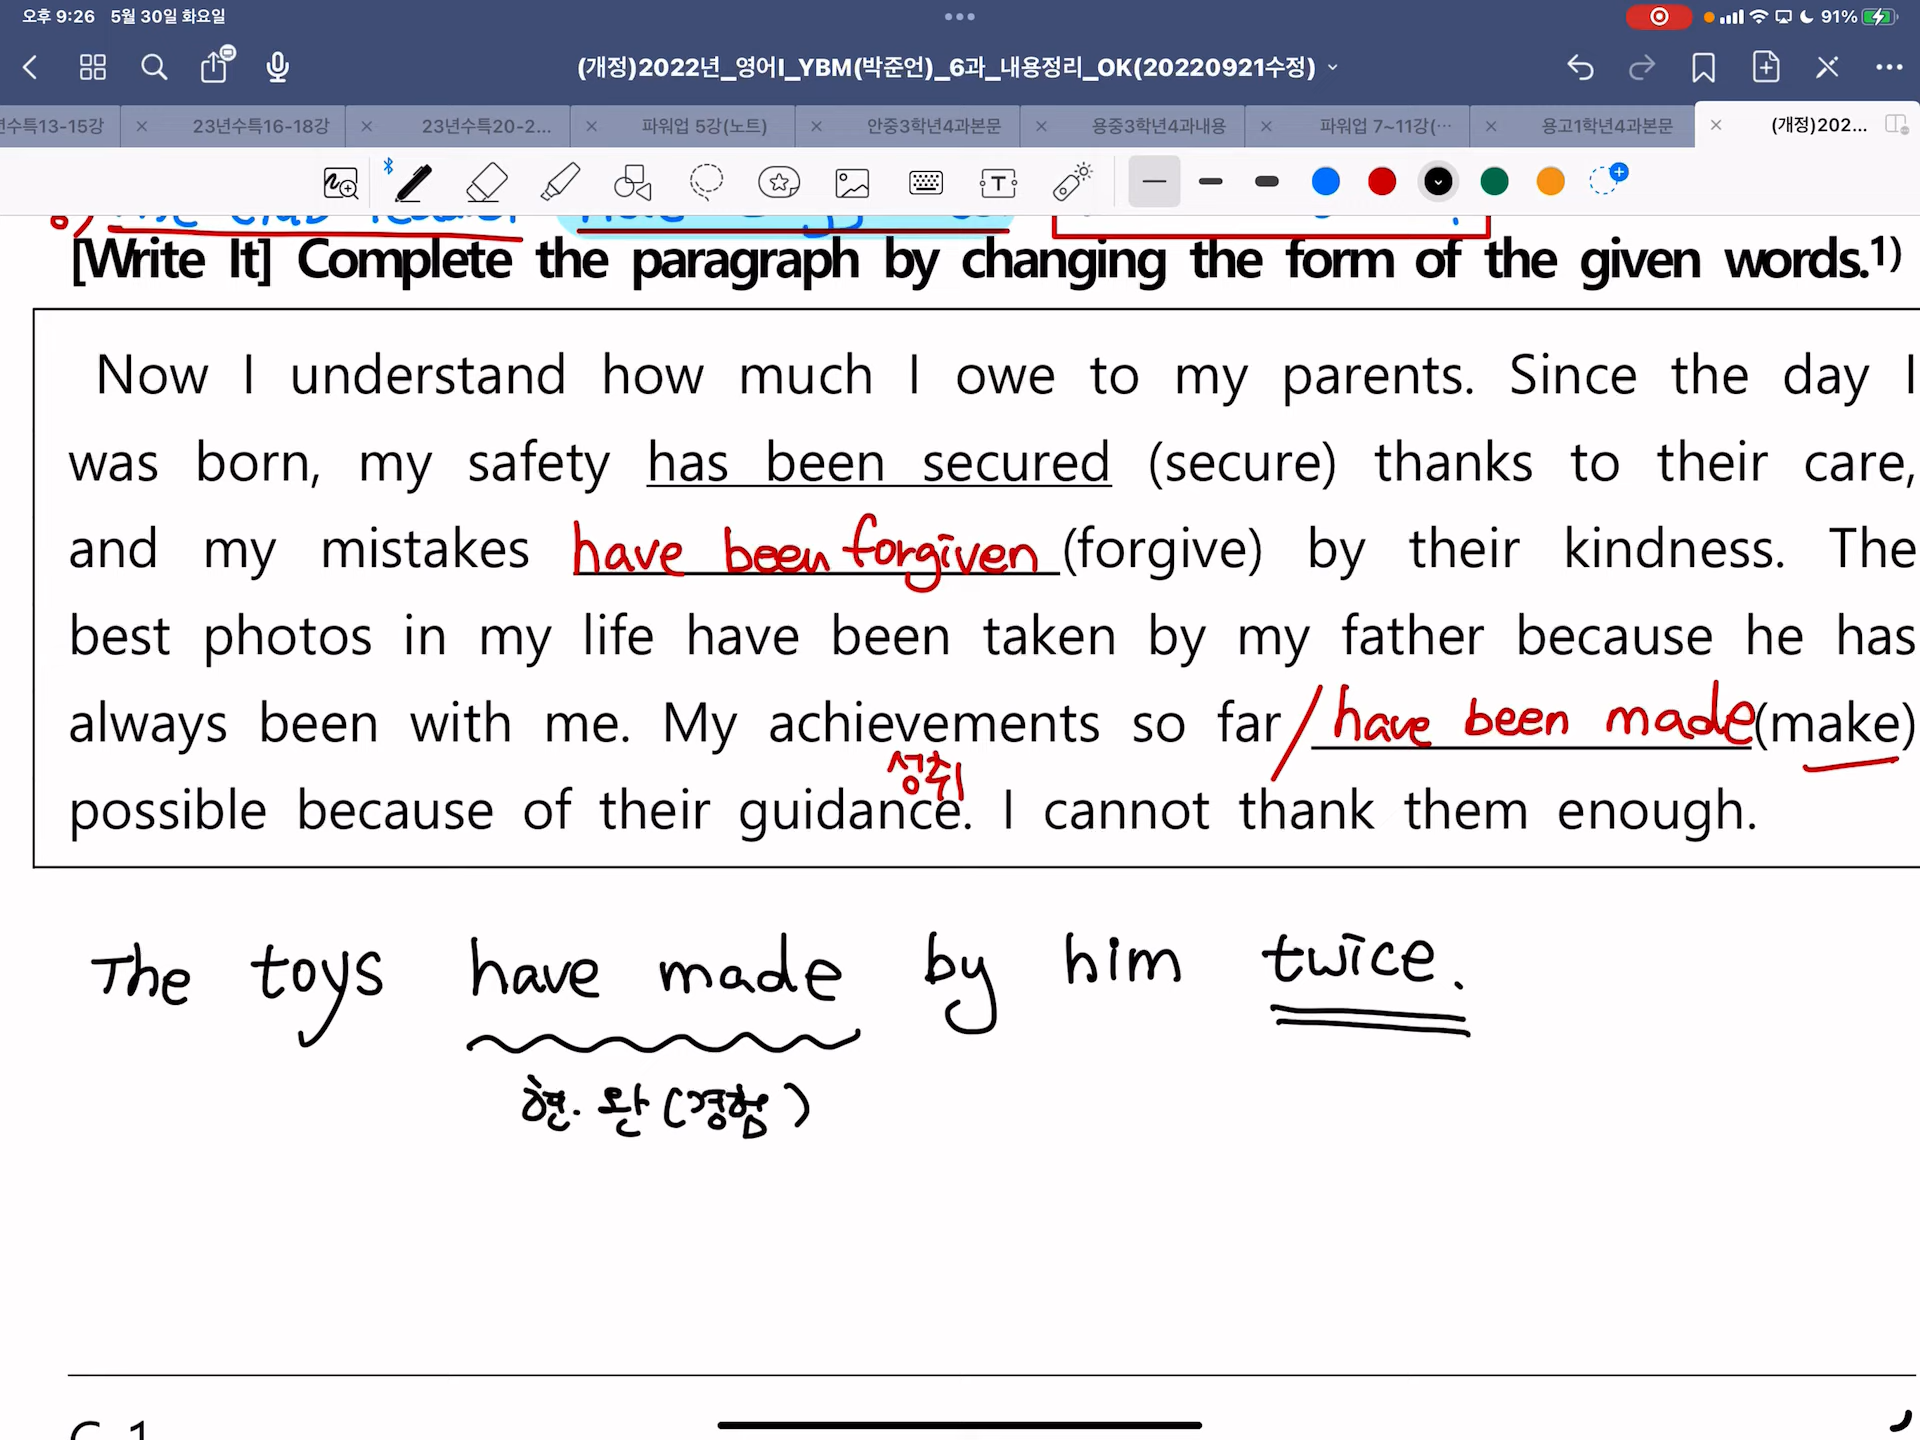 오후 9:26 5월 30일 화요일
91%
(개정)2022년_영어I_YBM(박준언)_6과_내용정리_OK(20220921수정)
년수특13-15강 × 23년수특16-18강 × 23년수특20-2... × 파워업 5강(노트) × 안중3학년4과본문 × 용중3학년4과내용 × 파워업 7~11강(… × 용고1학년4과본문 × (개정)202...
[Write It] Complete the paragraph by changing the form of the given words.1)
Now I understand how much I owe to my parents. Since the day I
was born, my safety has been secured (secure) thanks to their care,
and my mistakes have been forgiven (forgive) by their kindness. The
best photos in my life have been taken by my father because he has
always been with me. My achievements so far / have been made (make)
성취
possible because of their guidance. I cannot thank them enough.
The toys have made by him twice.
현.완(경험)